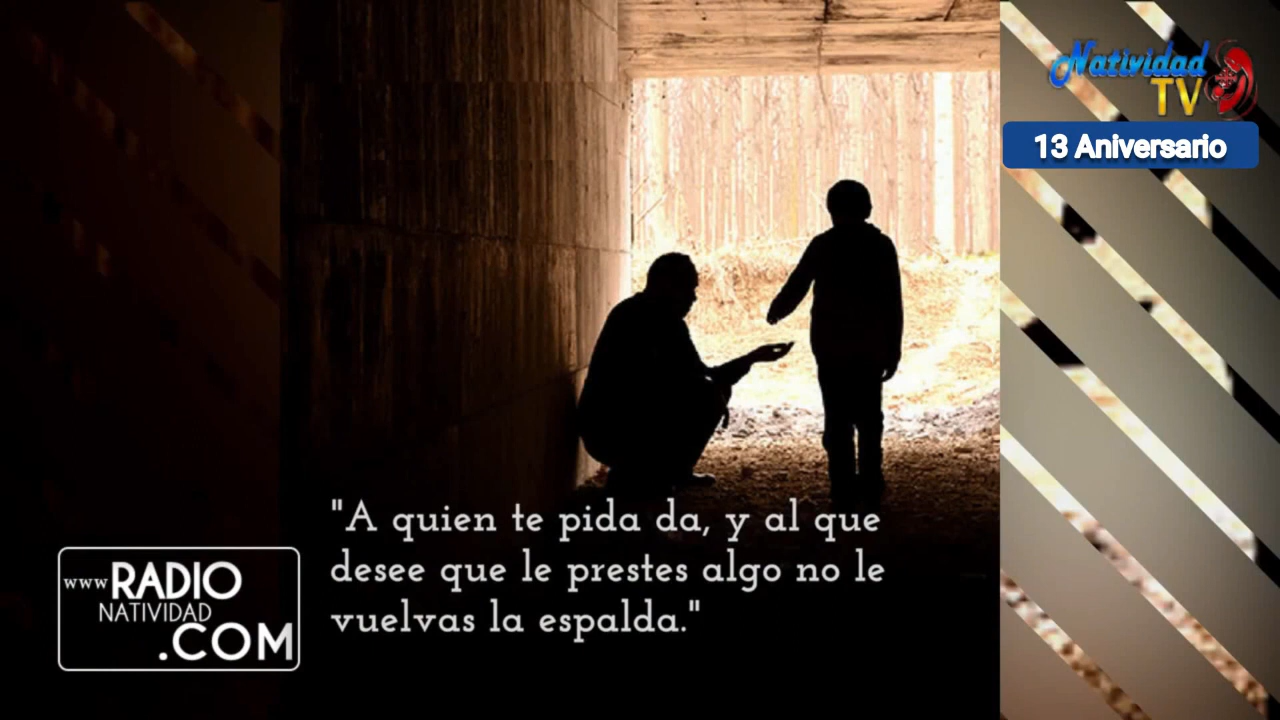 Natividad
TV
13 Aniversario
"A quien te pida da, y al que
desee que le prestes algo no le
vuelvas la espalda."
www RADIO
NATIVIDAD
.COM